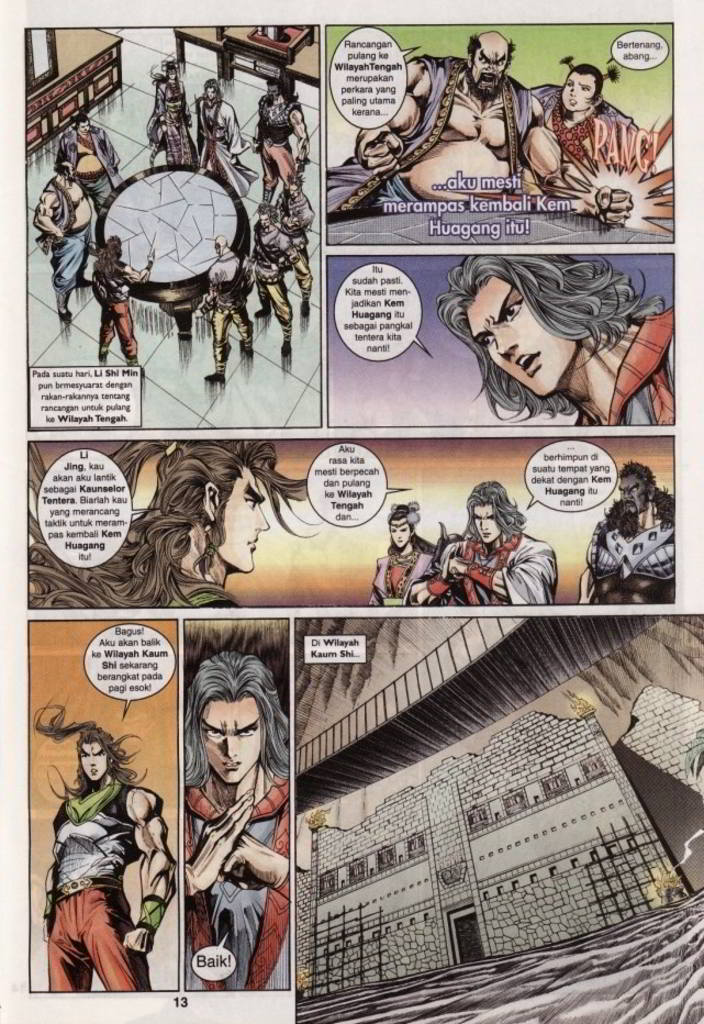 Pada suatu hari, Li Shi Min
pun brmesyuarat dengan
rakan-rakannya tentang
rancangan untuk pulang
ke Wilayah Tengah.
Rancangan
pulang ke
WilayahTengah
merupakan
perkara yang
paling utama
kerana...
Bertenang,
abang...
PANG!
...aku mesti
merampas kembali Kem
Huagang itu!
Itu
sudah pasti.
Kita mesti men-
jadikan Kem
Huagang itu
sebagai pangkal
tentera kita
nanti!
Li
Jing, kau
akan aku lantik
sebagai Kaunselor
Tentera. Biarlah kau
yang merancang
taktik untuk meram-
pas Kem
Huagang
itu!
Aku
rasa kita
mesti berpecah
dan pulang
ke Wilayah
Tengah
dan...
...
berhimpun di
suatu tempat yang
dekat dengan Kem
Huagang itu
nanti!
Bagus!
Aku akan balik
ke Wilayah Kaum
Shi sekarang
berangkat pada
pagi esok!
Baik!
Di Wilayah
Kaum Shi...
13